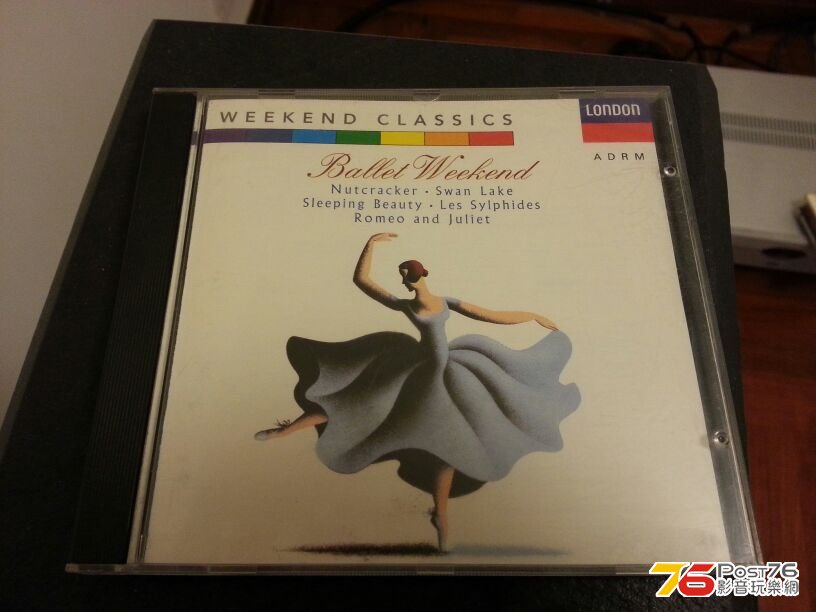 WEEKEND CLASSICS
LONDON
ADRM
Ballet Weekend
Nutcracker · Swan Lake
Sleeping Beauty · Les Sylphides
Romeo and Juliet
76 Post76
影音玩樂網